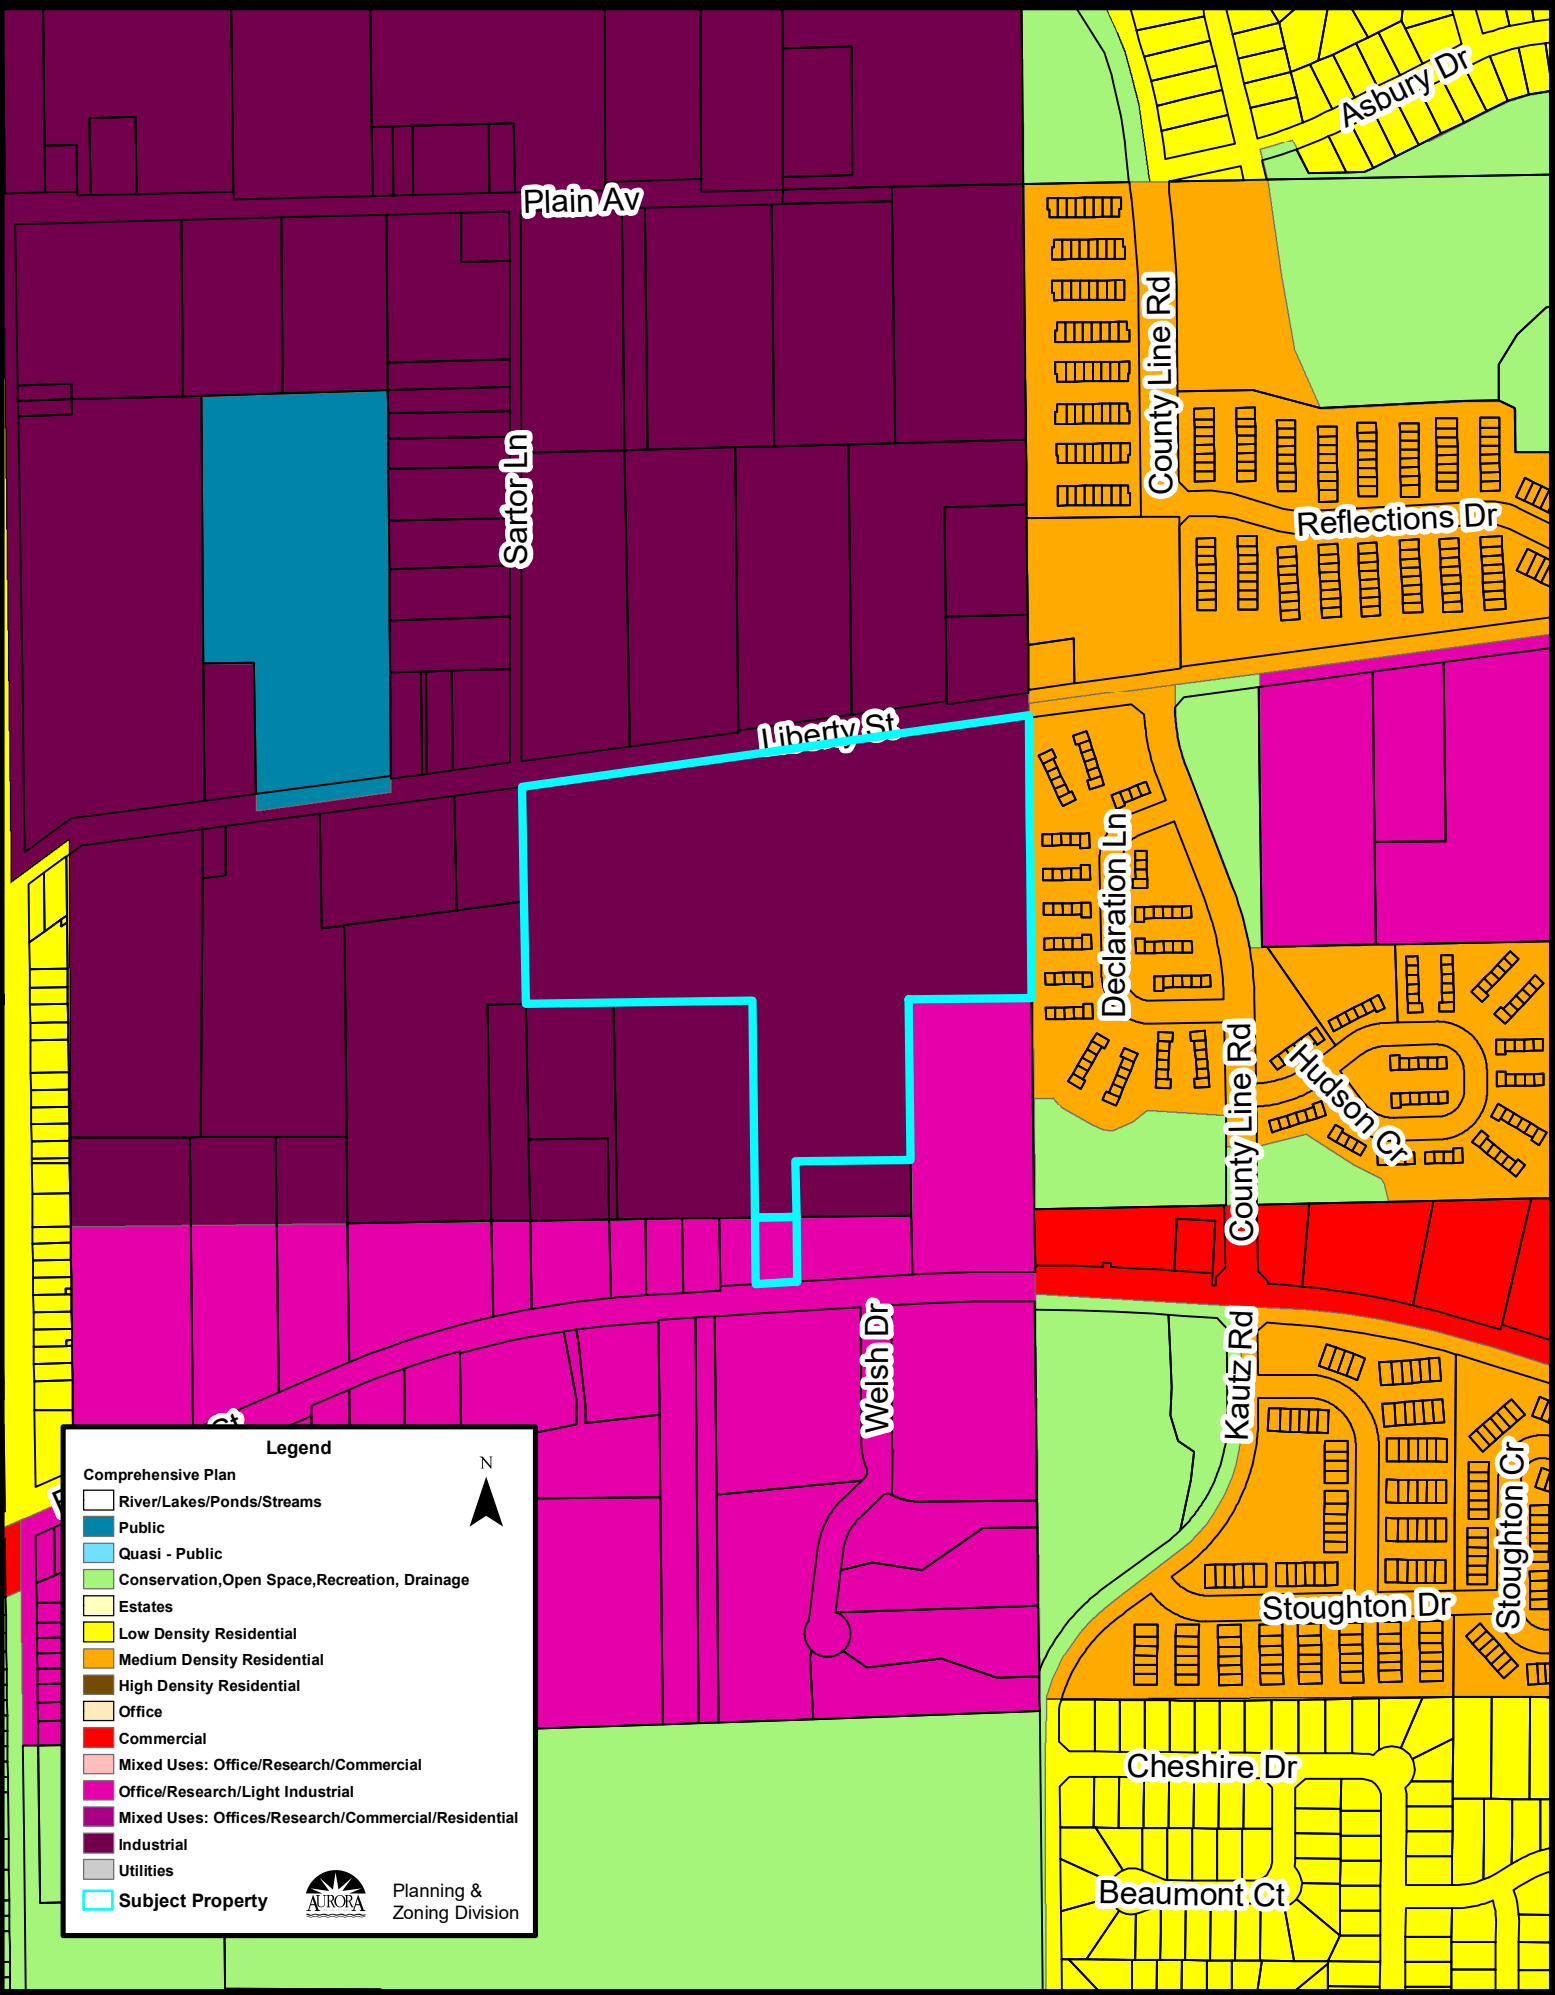 Asbury Dr
Plain Av
County Line Rd
Sartor Ln
Reflections Dr
Liberty St
Declaration Ln
County Line Rd
Hudson Cr
Welsh Dr
Kautz Rd
Ct
Stoughton Cr
Stoughton Dr
Cheshire Dr
Beaumont Ct
Legend
N
Comprehensive Plan
River/Lakes/Ponds/Streams
Public
Quasi - Public
Conservation,Open Space,Recreation, Drainage
Estates
Low Density Residential
Medium Density Residential
High Density Residential
Office
Commercial
Mixed Uses: Office/Research/Commercial
Office/Research/Light Industrial
Mixed Uses: Offices/Research/Commercial/Residential
Industrial
Utilities
Subject Property
AURORA
Planning &
Zoning Division